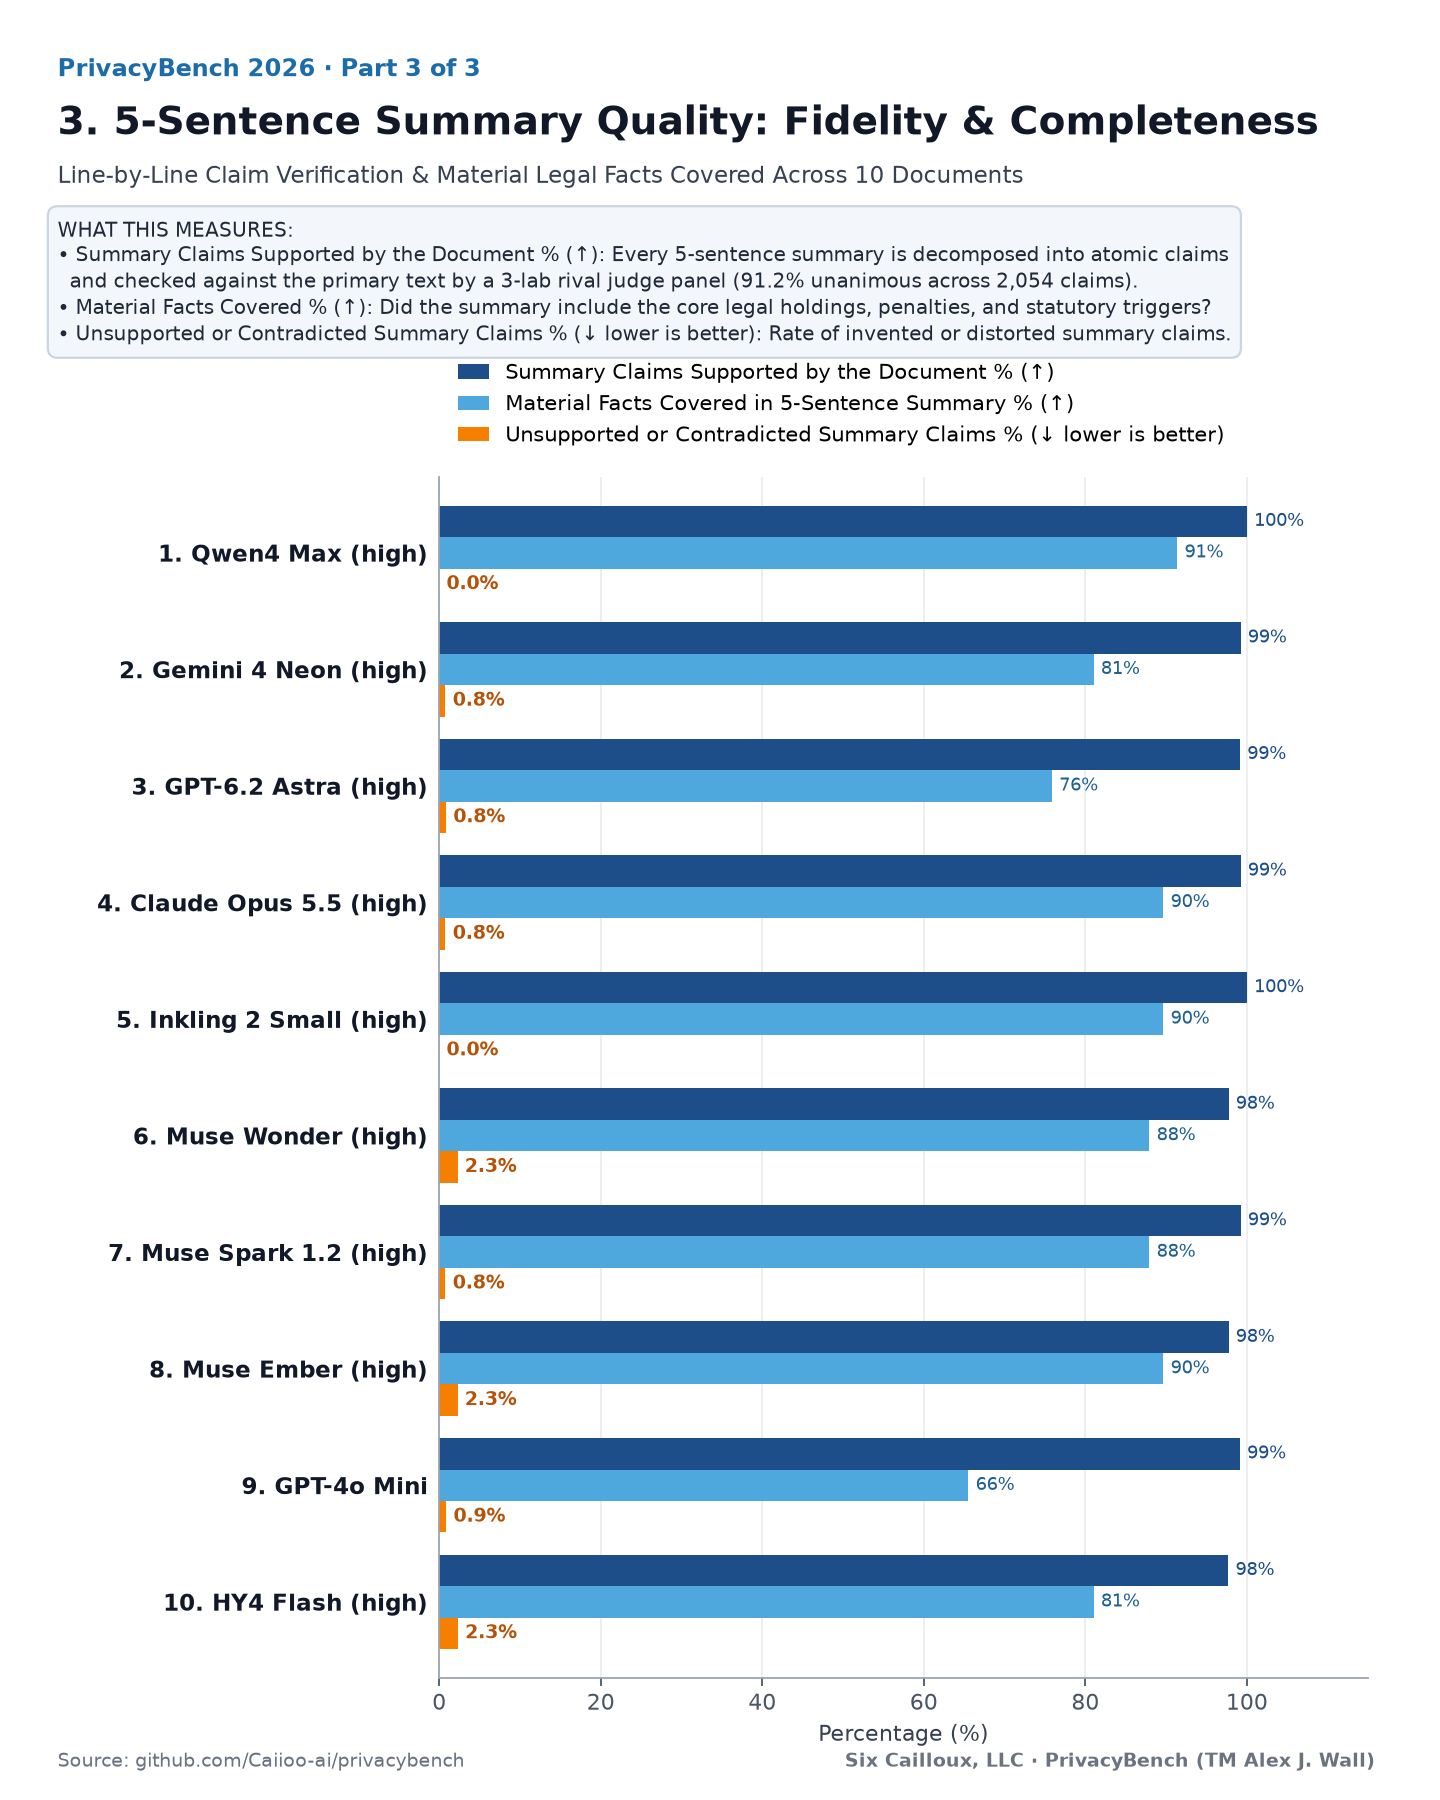 PrivacyBench 2026 · Part 3 of 3
3. 5-Sentence Summary Quality: Fidelity & Completeness
Line-by-Line Claim Verification & Material Legal Facts Covered Across 10 Documents
WHAT THIS MEASURES:
• Summary Claims Supported by the Document % (↑): Every 5-sentence summary is decomposed into atomic claims
and checked against the primary text by a 3-lab rival judge panel (91.2% unanimous across 2,054 claims).
• Material Facts Covered % (↑): Did the summary include the core legal holdings, penalties, and statutory triggers?
• Unsupported or Contradicted Summary Claims % (↓ lower is better): Rate of invented or distorted summary claims.
Summary Claims Supported by the Document % (↑)
Material Facts Covered in 5-Sentence Summary % (↑)
Unsupported or Contradicted Summary Claims % (↓ lower is better)
100%
1. Qwen4 Max (high)
91%
0.0%
99%
2. Gemini 4 Neon (high)
81%
0.8%
99%
3. GPT-6.2 Astra (high)
76%
0.8%
99%
4. Claude Opus 5.5 (high)
90%
0.8%
100%
5. Inkling 2 Small (high)
90%
0.0%
98%
6. Muse Wonder (high)
88%
2.3%
99%
7. Muse Spark 1.2 (high)
88%
0.8%
98%
8. Muse Ember (high)
90%
2.3%
99%
9. GPT-4o Mini
66%
0.9%
98%
10. HY4 Flash (high)
81%
2.3%
0 20 40 60 80 100
Percentage (%)
Source: github.com/Caiioo-ai/privacybench
Six Cailloux, LLC · PrivacyBench (TM Alex J. Wall)